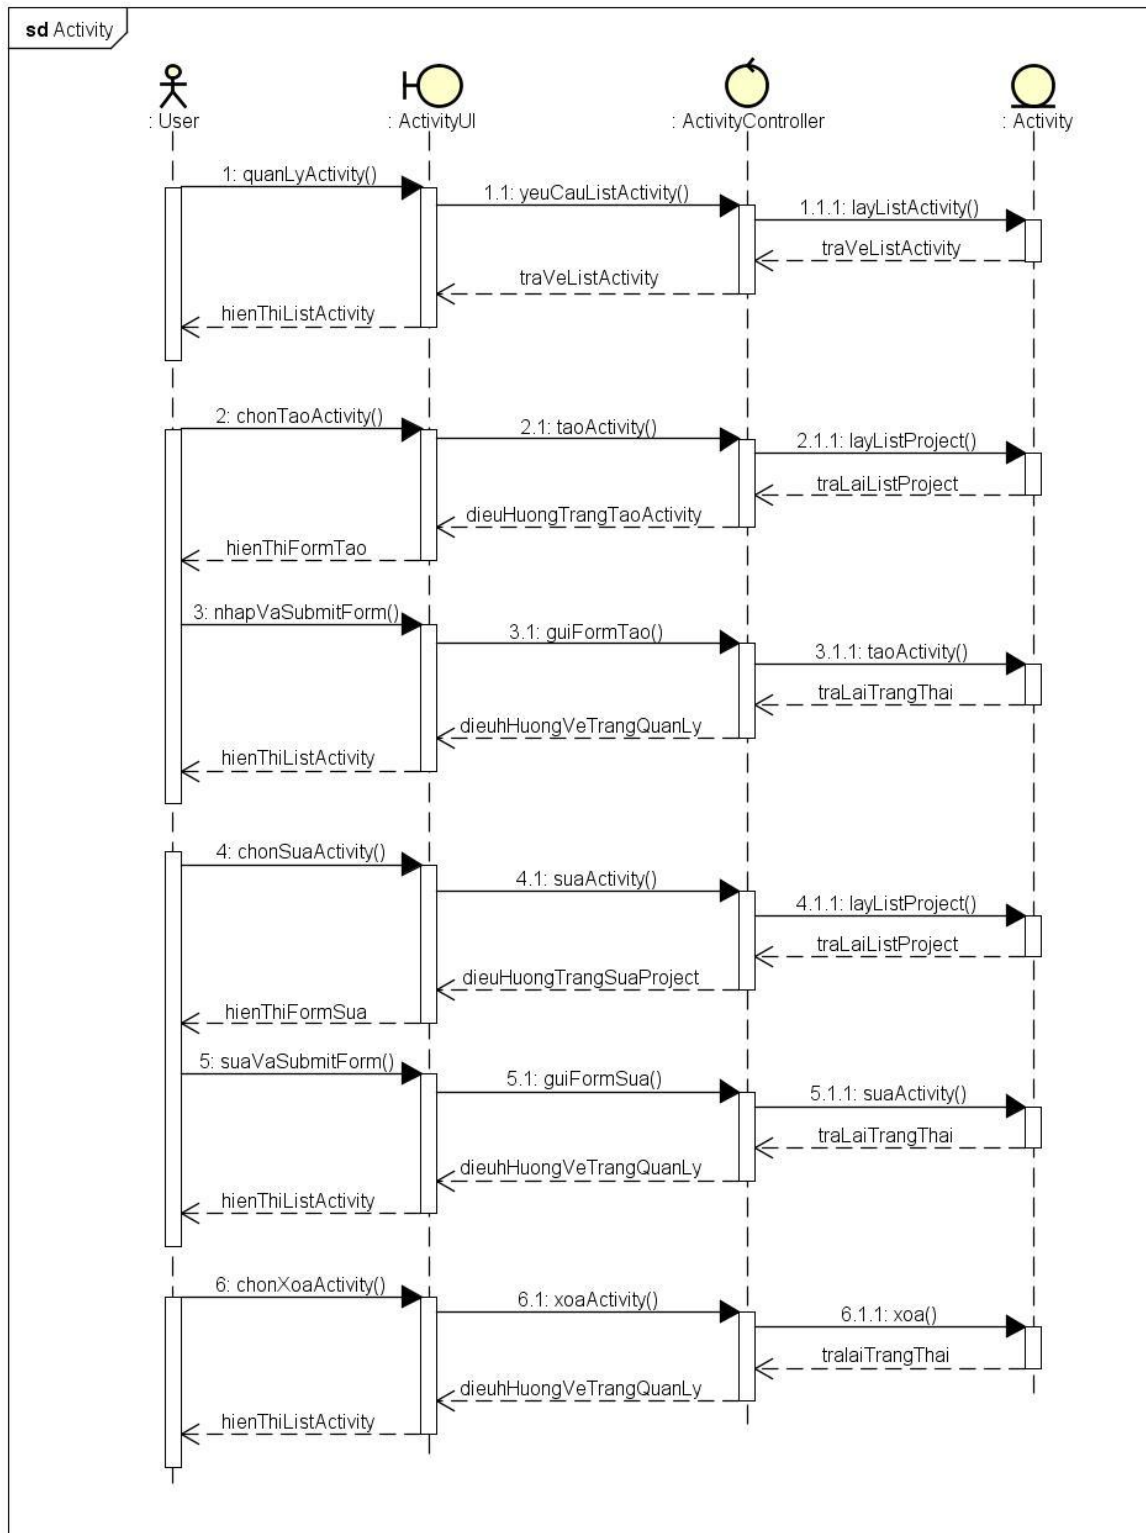 sd Activity
: User
: ActivityUI
: ActivityController
: Activity
1: quanLyActivity()
1.1: yeuCauListActivity()
1.1.1: layListActivity()
traVeListActivity
traVeListActivity
hienThiListActivity
2: chonTaoActivity()
2.1: taoActivity()
2.1.1: layListProject()
traLaiListProject
dieuHuongTrangTaoActivity
hienThiFormTao
3: nhapVaSubmitForm()
3.1: guiFormTao()
3.1.1: taoActivity()
traLaiTrangThai
dieuhHuongVeTrangQuanLy
hienThiListActivity
4: chonSuaActivity()
4.1: suaActivity()
4.1.1: layListProject()
traLaiListProject
dieuHuongTrangSuaProject
hienThiFormSua
5: suaVaSubmitForm()
5.1: guiFormSua()
5.1.1: suaActivity()
traLaiTrangThai
dieuhHuongVeTrangQuanLy
hienThiListActivity
6: chonXoaActivity()
6.1: xoaActivity()
6.1.1: xoa()
tralaiTrangThai
dieuhHuongVeTrangQuanLy
hienThiListActivity